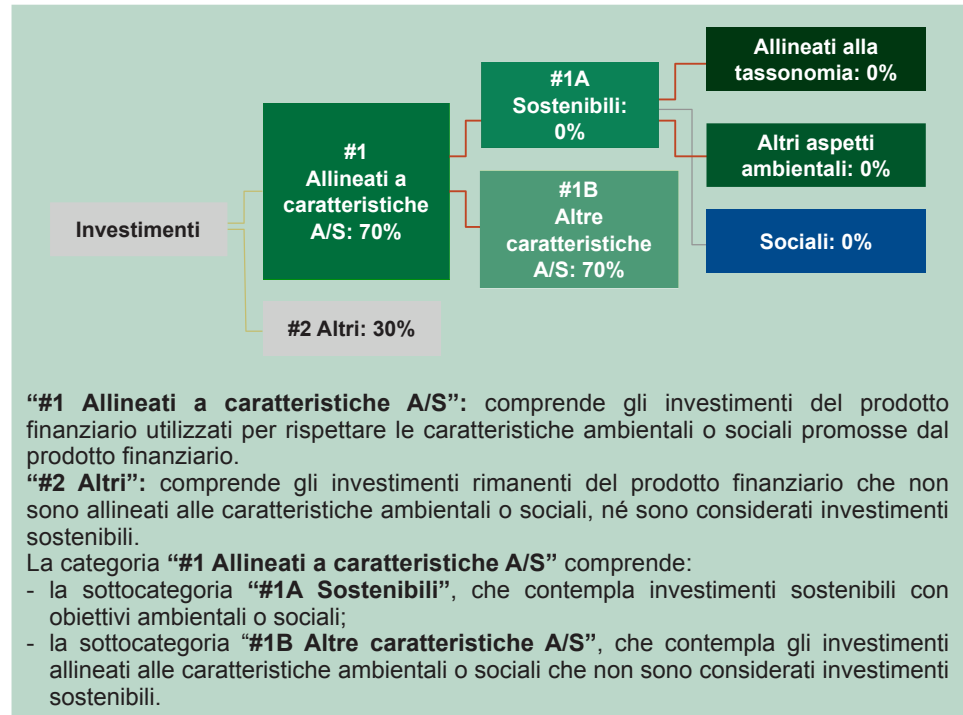 Investimenti
#1
Allineati a
caratteristiche
A/S: 70%
#2 Altri: 30%
#1A
Sostenibili:
0%
#1B
Altre
caratteristiche
A/S: 70%
Allineati alla
tassonomia: 0%
Altri aspetti
ambientali: 0%
Sociali: 0%
“#1 Allineati a caratteristiche A/S”: comprende gli investimenti del prodotto
finanziario utilizzati per rispettare le caratteristiche ambientali o sociali promosse dal
prodotto finanziario.
“#2 Altri”: comprende gli investimenti rimanenti del prodotto finanziario che non
sono allineati alle caratteristiche ambientali o sociali, né sono considerati investimenti
sostenibili.
La categoria “#1 Allineati a caratteristiche A/S” comprende:
- la sottocategoria “#1A Sostenibili”, che contempla investimenti sostenibili con
obiettivi ambientali o sociali;
- la sottocategoria “#1B Altre caratteristiche A/S”, che contempla gli investimenti
allineati alle caratteristiche ambientali o sociali che non sono considerati investimenti
sostenibili.